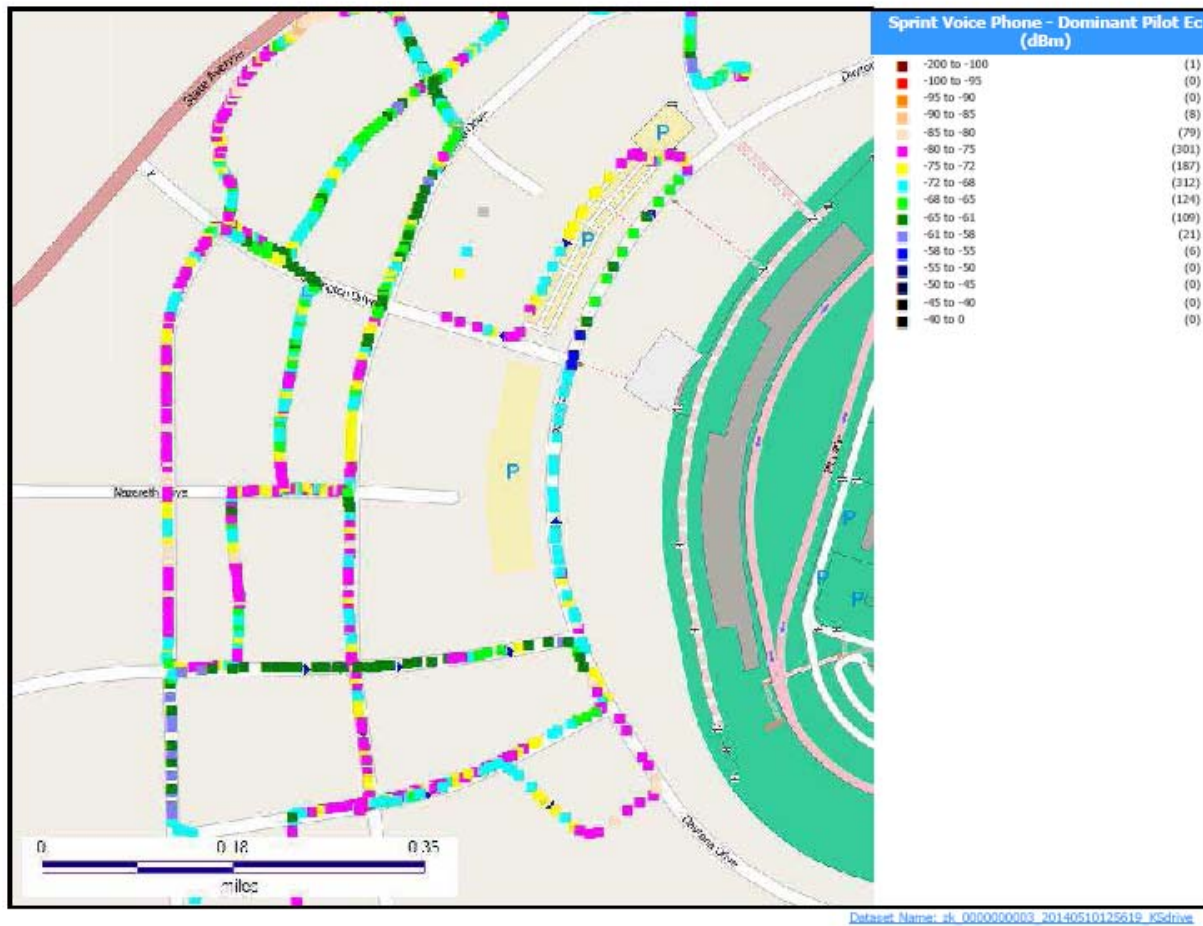 Sprint Voice Phone - Dominant Pilot Ec
(dBm)
-200 to -100 (1)
-100 to -95 (0)
-95 to -90 (0)
-90 to -85 (8)
-85 to -80 (79)
-80 to -75 (301)
-75 to -72 (187)
-72 to -68 (312)
-68 to -65 (124)
-65 to -61 (109)
-61 to -58 (21)
-58 to -55 (6)
-55 to -50 (0)
-50 to -45 (0)
-45 to -40 (0)
-40 to 0 (0)
State Avenue
P
P
P
P
P
P
Nazareth
Daytona Drive
0 0.18 0.35
miles
Dataset Name: zk_0000000003_20140510125619_KSdrive